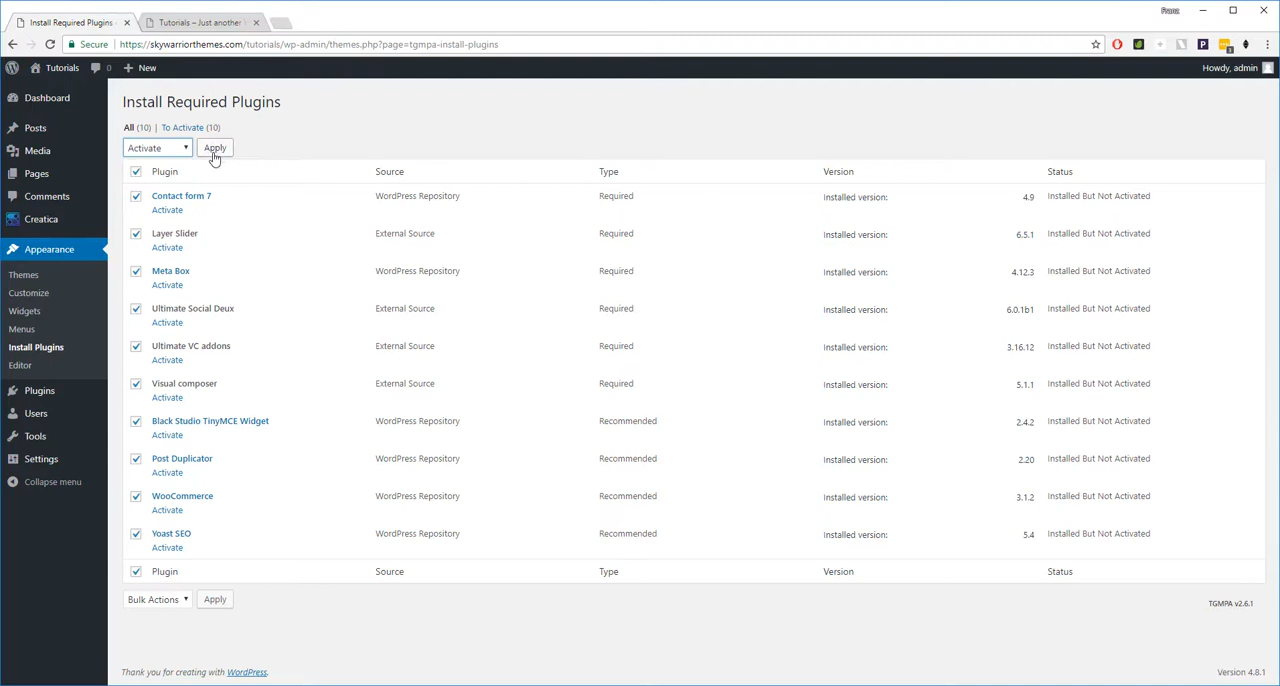 Install Required Plugins
Tutorials – Just another
Franz
Secure
https://skywarriorthemes.com/tutorials/wp-admin/themes.php?page=tgmpa-install-plugins
Tutorials
0
New
Howdy, admin
Dashboard
Posts
Media
Pages
Comments
Creatica
Appearance
Themes
Customize
Widgets
Menus
Install Plugins
Editor
Plugins
Users
Tools
Settings
Collapse menu
Install Required Plugins
All (10) | To Activate (10)
Activate
Apply
Plugin Source Type Version Status
Contact form 7 WordPress Repository Required Installed version: 4.9 Installed But Not Activated
Activate
Layer Slider External Source Required Installed version: 6.5.1 Installed But Not Activated
Activate
Meta Box WordPress Repository Required Installed version: 4.12.3 Installed But Not Activated
Activate
Ultimate Social Deux External Source Required Installed version: 6.0.1b1 Installed But Not Activated
Activate
Ultimate VC addons External Source Required Installed version: 3.16.12 Installed But Not Activated
Activate
Visual composer External Source Required Installed version: 5.1.1 Installed But Not Activated
Activate
Black Studio TinyMCE Widget WordPress Repository Recommended Installed version: 2.4.2 Installed But Not Activated
Activate
Post Duplicator WordPress Repository Recommended Installed version: 2.20 Installed But Not Activated
Activate
WooCommerce WordPress Repository Recommended Installed version: 3.1.2 Installed But Not Activated
Activate
Yoast SEO WordPress Repository Recommended Installed version: 5.4 Installed But Not Activated
Activate
Plugin Source Type Version Status
Bulk Actions
Apply
TGMPA v2.6.1
Thank you for creating with WordPress.
Version 4.8.1